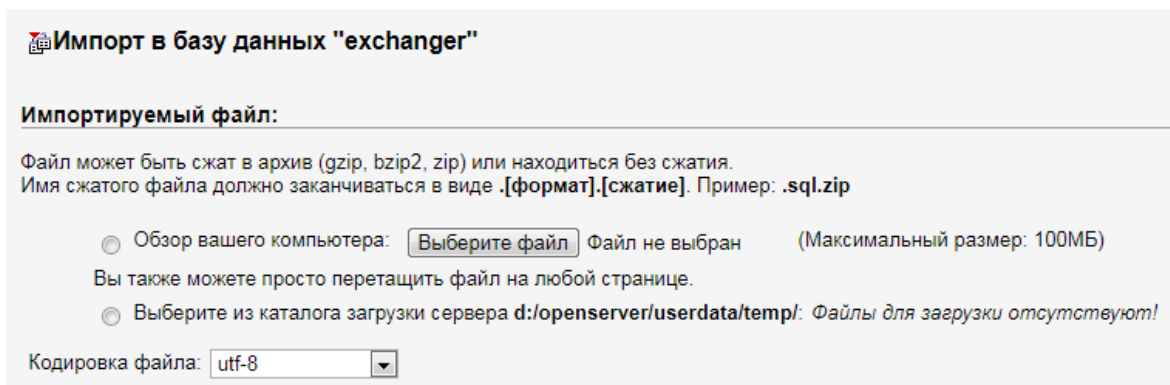 Импорт в базу данных "exchanger"
Импортируемый файл:
Файл может быть сжат в архив (gzip, bzip2, zip) или находиться без сжатия.
Имя сжатого файла должно заканчиваться в виде .[формат].[сжатие]. Пример: .sql.zip
Обзор вашего компьютера: Выберите файл Файл не выбран (Максимальный размер: 100МБ)
Вы также можете просто перетащить файл на любой странице.
Выберите из каталога загрузки сервера d:/openserver/userdata/temp/: Файлы для загрузки отсутствуют!
Кодировка файла: utf-8